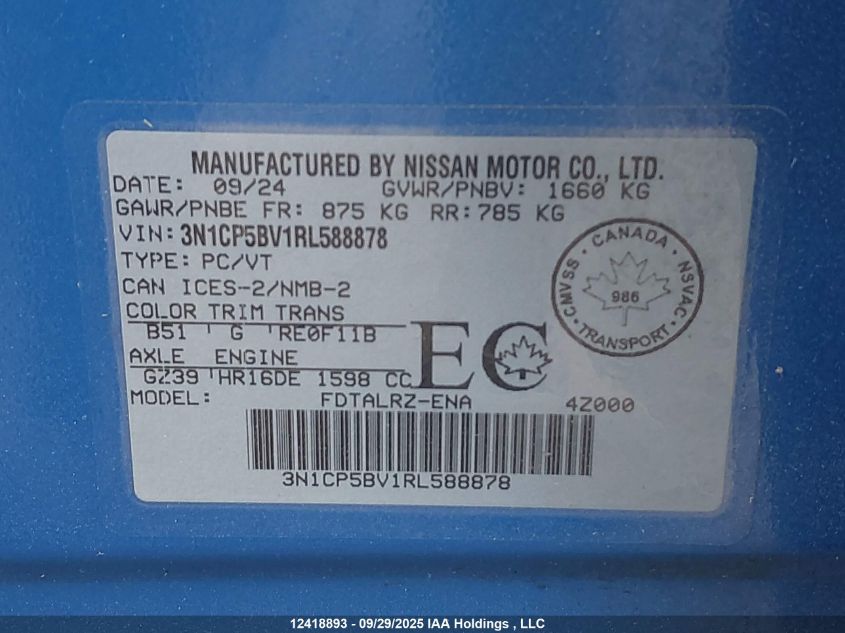 MANUFACTURED BY NISSAN MOTOR CO., LTD.
DATE: 09/24 GVWR/PNBV: 1660 KG
GAWR/PNBE FR: 875 KG RR: 785 KG
VIN: 3N1CP5BV1RL588878
TYPE: PC/VT
CAN ICES-2/NMB-2
COLOR TRIM TRANS
B51 G RE0F11B
AXLE ENGINE
GZ39 HR16DE 1598 CC
MODEL: FDTALRZ-ENA 4Z000
EC
CANADA
CMVSS 986 NSVAC
TRANSPORT
3N1CP5BV1RL588878
12418893 - 09/29/2025 IAA Holdings , LLC